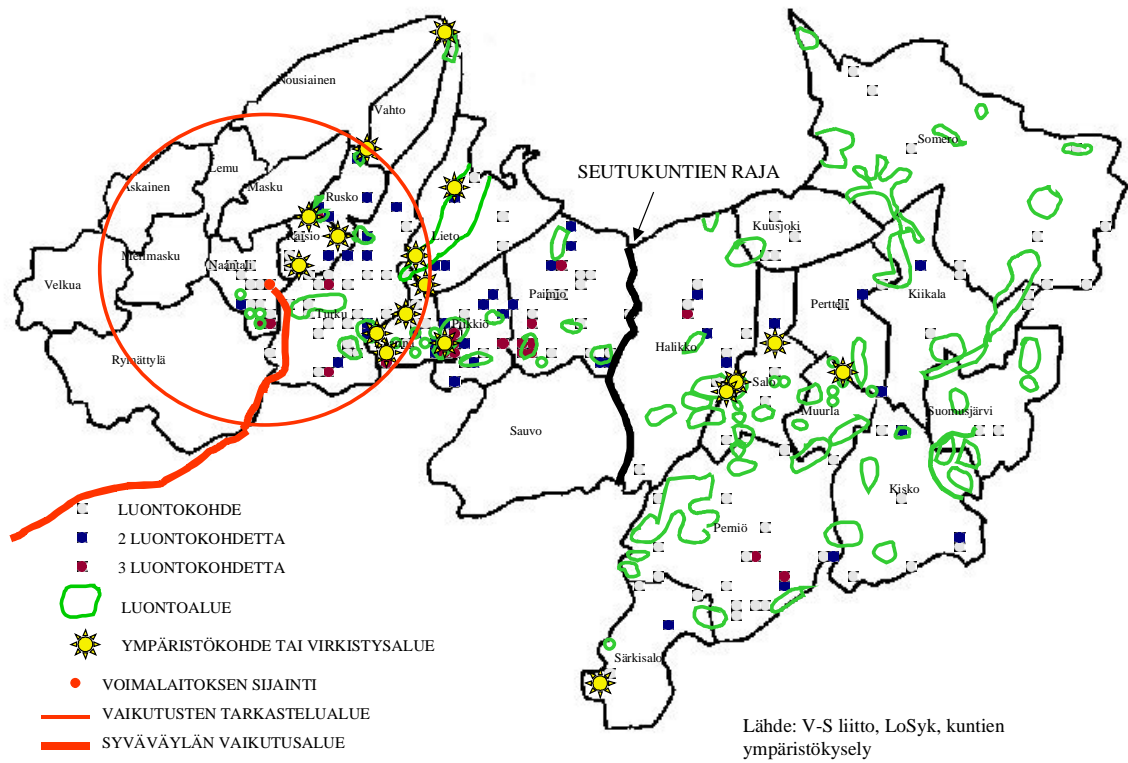 Nousiainen
Vahto
Somero
Lemu
SEUTUKUNTIEN RAJA
Askainen
Masku
Rusko
Kuusjoki
Raisio
Lieto
Merimasku
Naantali
Velkua
Paimio
Pertteli
Kiikala
Turku
Piikkiö
Rymättylä
Halikko
Salo
Muurla
Suomusjärvi
Sauvo
Kisko
LUONTOKOHDE
Perniö
2 LUONTOKOHDETTA
3 LUONTOKOHDETTA
LUONTOALUE
YMPÄRISTÖKOHDE TAI VIRKISTYSALUE
Särkisalo
VOIMALAITOKSEN SIJAINTI
VAIKUTUSTEN TARKASTELUALUE
SYVÄVÄYLÄN VAIKUTUSALUE
Lähde: V-S liitto, LoSyk, kuntien
ympäristökysely